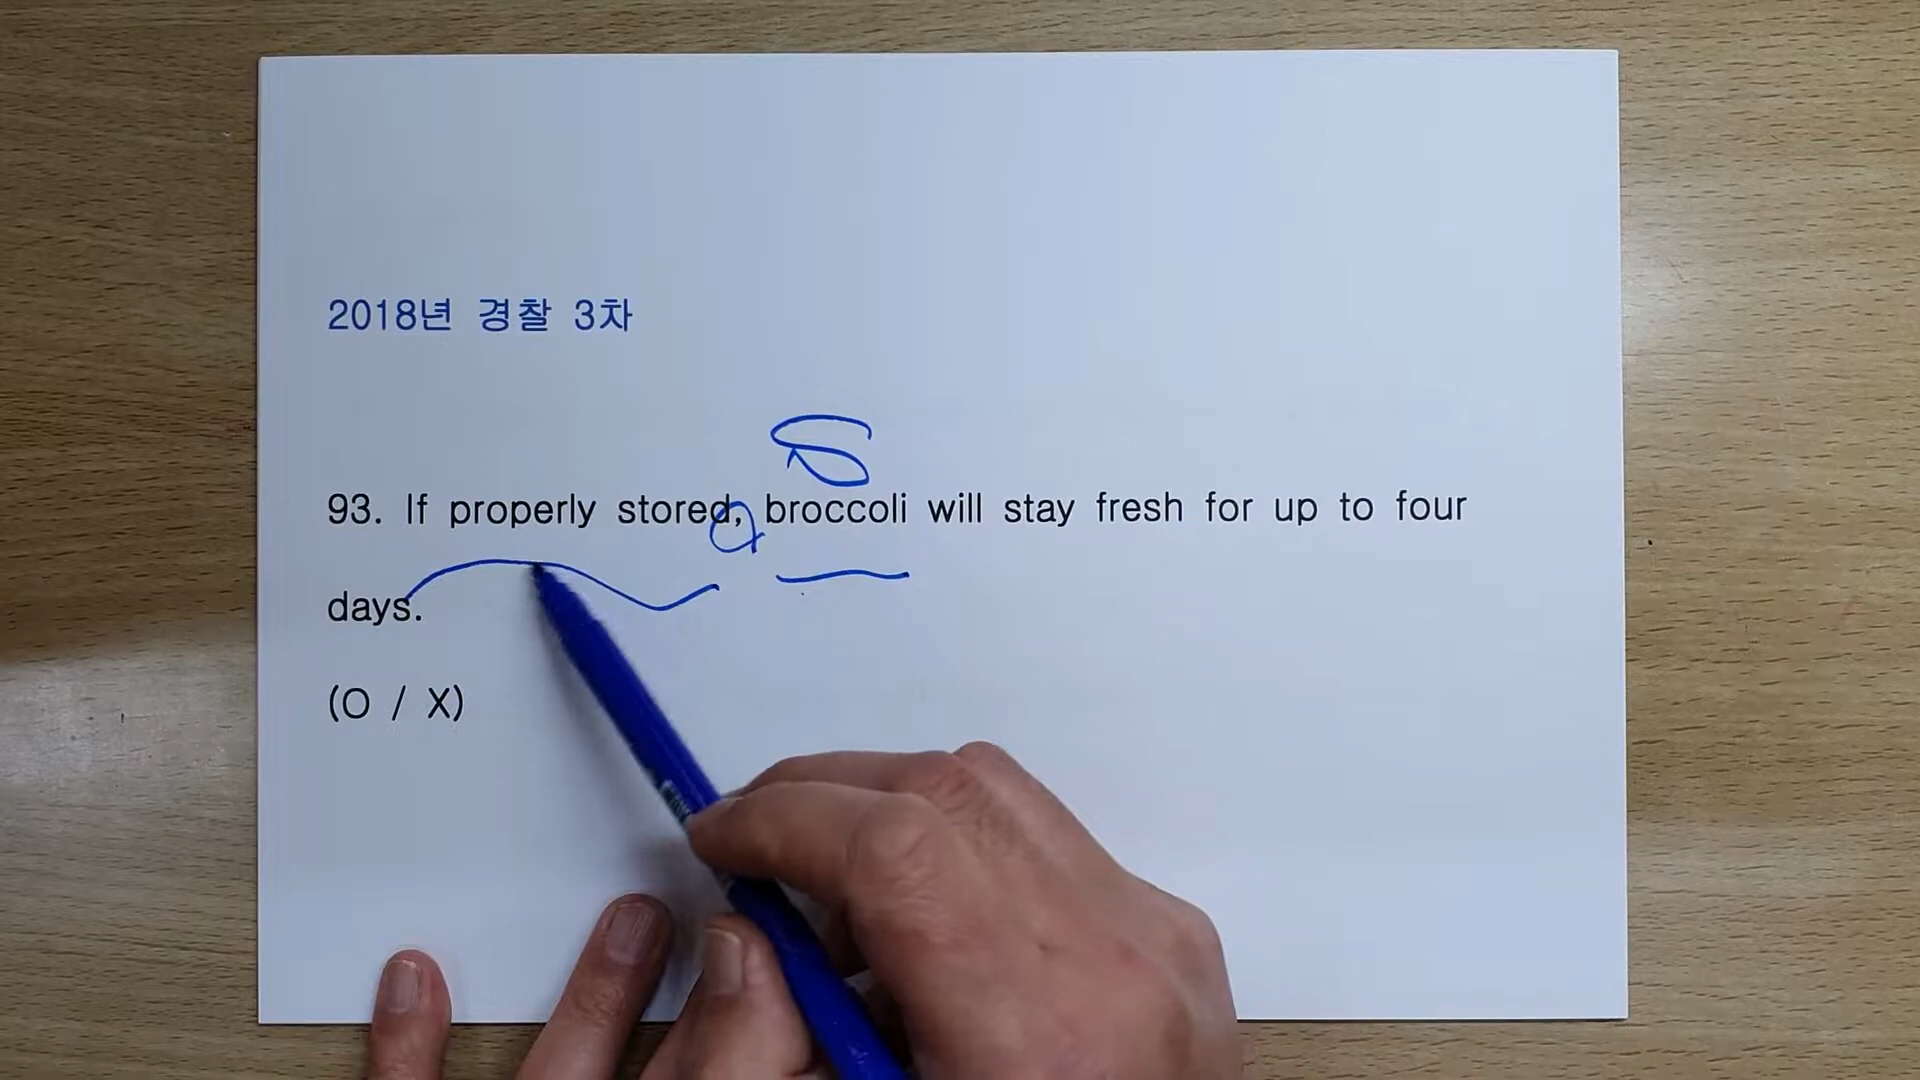 2018년 경찰 3차
S
93. If properly stored, broccoli will stay fresh for up to four
days.
(O / X)